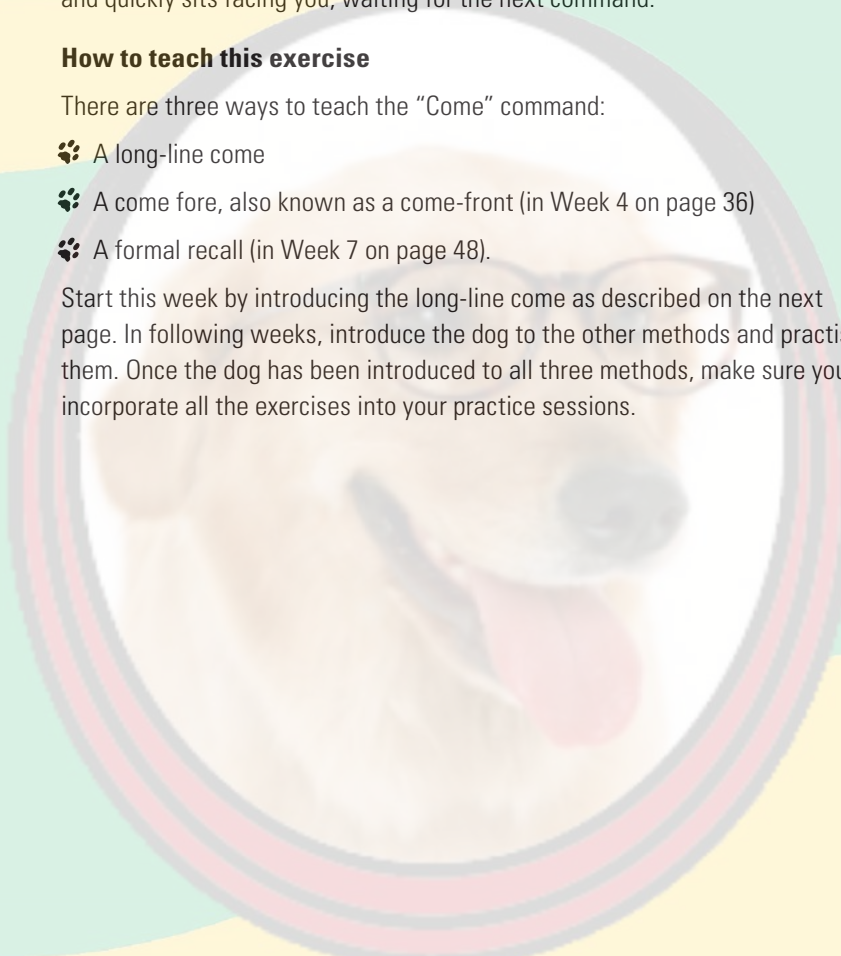 and quickly sits facing you, waiting for the next command.
How to teach this exercise
There are three ways to teach the “Come” command:
A long-line come
A come fore, also known as a come-front (in Week 4 on page 36)
A formal recall (in Week 7 on page 48).
Start this week by introducing the long-line come as described on the next
page. In following weeks, introduce the dog to the other methods and practi
them. Once the dog has been introduced to all three methods, make sure you
incorporate all the exercises into your practice sessions.